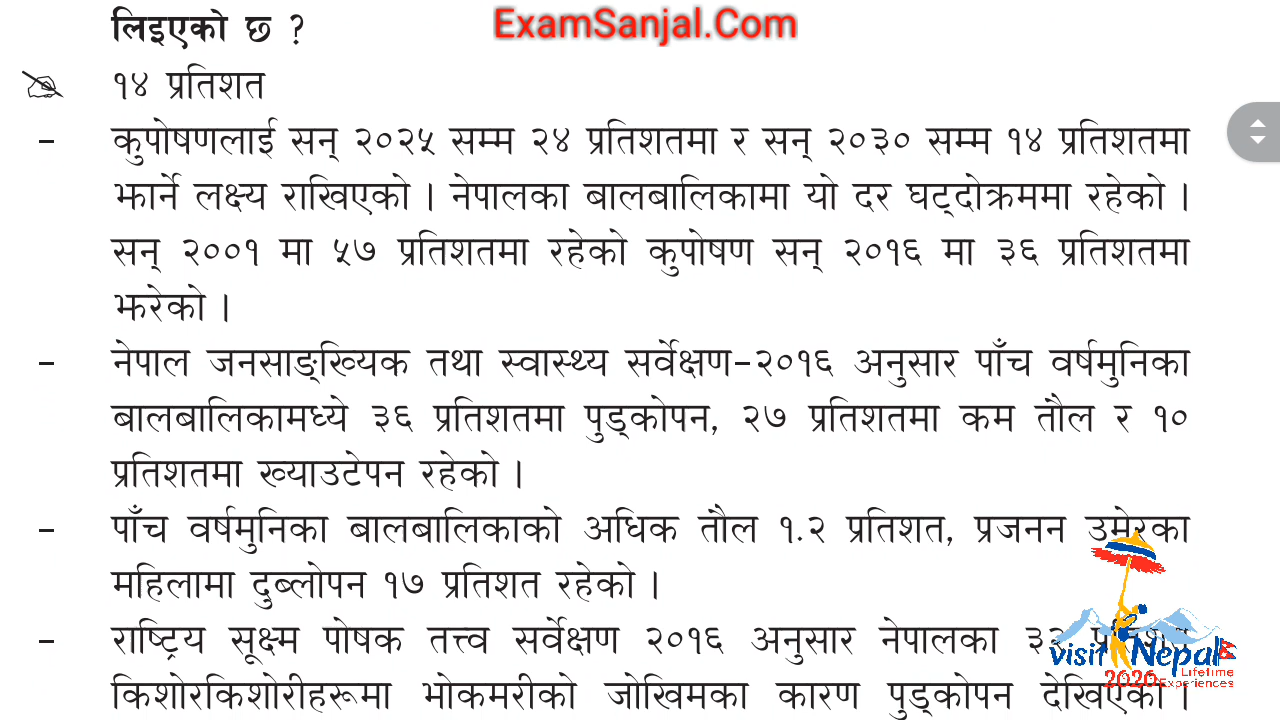 लिइएको छ ?
ExamSanjal.Com
१४ प्रतिशत
- कुपोषणलाई सन् २०२५ सम्म २४ प्रतिशतमा र सन् २०३० सम्म १४ प्रतिशतमा
झार्ने लक्ष्य राखिएको । नेपालका बालबालिकामा यो दर घट्दोक्रममा रहेको ।
सन् २००१ मा ५७ प्रतिशतमा रहेको कुपोषण सन् २०१६ मा ३६ प्रतिशतमा
झरेको ।
- नेपाल जनसाङ्ख्यिक तथा स्वास्थ्य सर्वेक्षण-२०१६ अनुसार पाँच वर्षमुनिका
बालबालिकामध्ये ३६ प्रतिशतमा पुड्कोपन, २७ प्रतिशतमा कम तौल र १०
प्रतिशतमा ख्याउटेपन रहेको ।
- पाँच वर्षमुनिका बालबालिकाको अधिक तौल १.२ प्रतिशत, प्रजनन उमेरका
महिलामा दुब्लोपन १७ प्रतिशत रहेको ।
- राष्ट्रिय सूक्ष्म पोषक तत्त्व सर्वेक्षण २०१६ अनुसार नेपालका
किशोरकिशोरीहरूमा भोकमरीको जोखिमका कारण पुड्कोपन देखिएको ।
visit Nepal
2020 Lifetime
Experiences